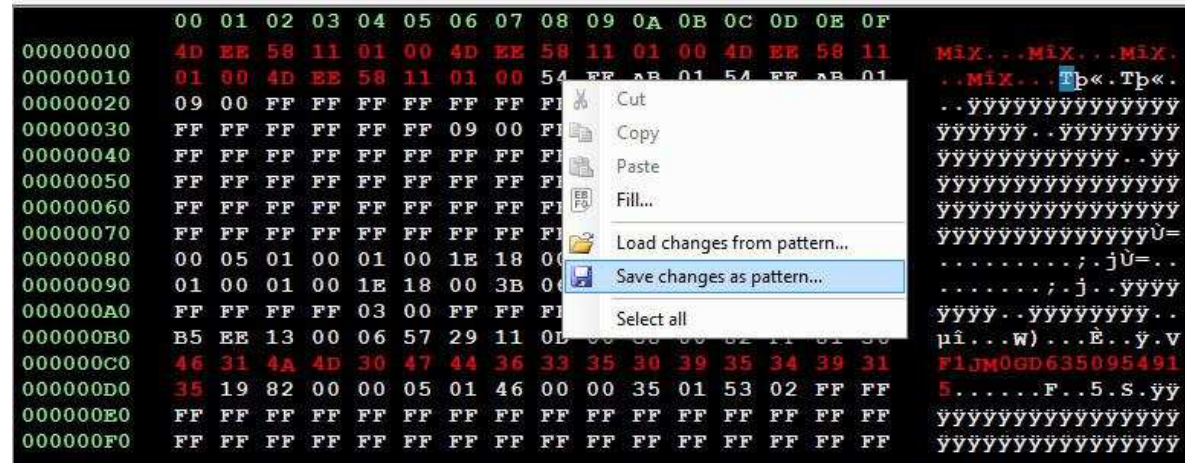 00 01 02 03 04 05 06 07 08 09 0A 0B 0C 0D 0E 0F
00000000 4D EE 58 11 01 00 4D EE 58 11 01 00 4D EE 58 11 MîX...MîX...MîX.
00000010 01 00 4D EE 58 11 01 00 54 FE AB 01 54 FE AB 01 ..MîX...Tþ«.Tþ«.
00000020 09 00 FF FF FF FF FF FF ..ÿÿÿÿÿÿÿÿÿÿÿÿÿÿ
00000030 FF FF FF FF FF FF 09 00 ÿÿÿÿÿÿ..ÿÿÿÿÿÿÿÿ
00000040 FF FF FF FF FF FF FF FF ÿÿÿÿÿÿÿÿÿÿÿÿ..ÿÿ
00000050 FF FF FF FF FF FF FF FF ÿÿÿÿÿÿÿÿÿÿÿÿÿÿÿÿ
00000060 FF FF FF FF FF FF FF FF ÿÿÿÿÿÿÿÿÿÿÿÿÿÿÿÿ
00000070 FF FF FF FF FF FF FF FF ÿÿÿÿÿÿÿÿÿÿÿÿÿÿÙ=
00000080 00 05 01 00 01 00 1E 18 .........;.jÙ=..
00000090 01 00 01 00 1E 18 00 3B .......;.j..ÿÿÿÿ
000000A0 FF FF FF FF 03 00 FF FF ÿÿÿÿ..ÿÿÿÿÿÿÿÿ..
000000B0 B5 EE 13 00 06 57 29 11 µî...W)...È..ÿ.V
000000C0 46 31 4A 4D 30 47 44 36 33 35 30 39 35 34 39 31 F1JM0GD635095491
000000D0 35 19 82 00 00 05 01 46 00 00 35 01 53 02 FF FF 5......F..5.S.ÿÿ
000000E0 FF FF FF FF FF FF FF FF FF FF FF FF FF FF FF FF ÿÿÿÿÿÿÿÿÿÿÿÿÿÿÿÿ
000000F0 FF FF FF FF FF FF FF FF FF FF FF FF FF FF FF FF ÿÿÿÿÿÿÿÿÿÿÿÿÿÿÿÿ
Cut
Copy
Paste
Fill...
Load changes from pattern...
Save changes as pattern...
Select all